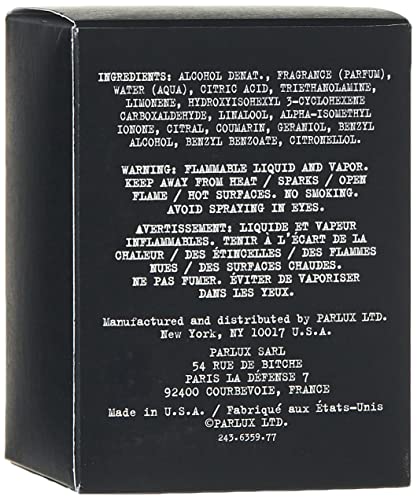 INGREDIENTS: ALCOHOL DENAT., FRAGRANCE (PARFUM),
WATER (AQUA), CITRIC ACID, TRIETHANOLAMINE,
LIMONENE, HYDROXYISOHEXYL 3-CYCLOHEXENE
CARBOXALDEHYDE, LINALOOL, ALPHA-ISOMETHYL
IONONE, CITRAL, COUMARIN, GERANIOL, BENZYL
ALCOHOL, BENZYL BENZOATE, CITRONELLOL.
WARNING: FLAMMABLE LIQUID AND VAPOR.
KEEP AWAY FROM HEAT / SPARKS / OPEN
FLAME / HOT SURFACES. NO SMOKING.
AVOID SPRAYING IN EYES.
AVERTISSEMENT: LIQUIDE ET VAPEUR
INFLAMMABLES. TENIR À L'ÉCART DE LA
CHALEUR / DES ÉTINCELLES / DES FLAMMES
NUES / DES SURFACES CHAUDES.
NE PAS FUMER. ÉVITER DE VAPORISER
DANS LES YEUX.
Manufactured and distributed by PARLUX LTD.
New York, NY 10017 U.S.A.
PARLUX SARL
54 RUE DE BITCHE
PARIS LA DÉFENSE 7
92400 COURBEVOIE, FRANCE
Made in U.S.A. / Fabriqué aux États-Unis
©PARLUX LTD.
243.6359.77